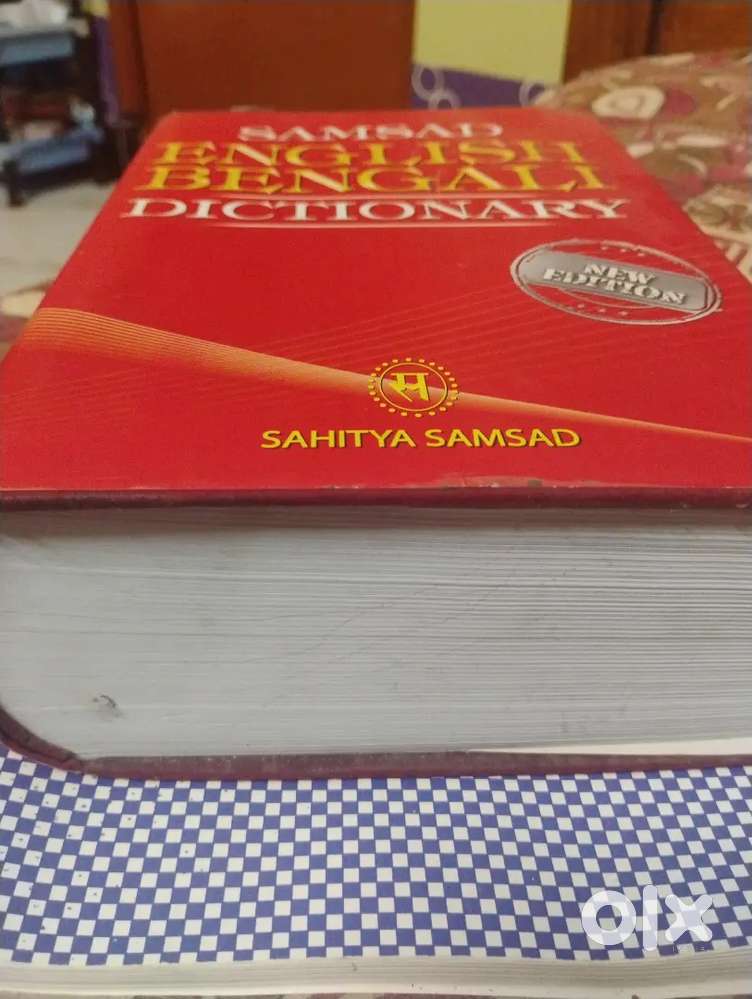 SAMSAD
ENGLISH
BENGALI
DICTIONARY
NEW
EDITION
স
SAHITYA SAMSAD
olx